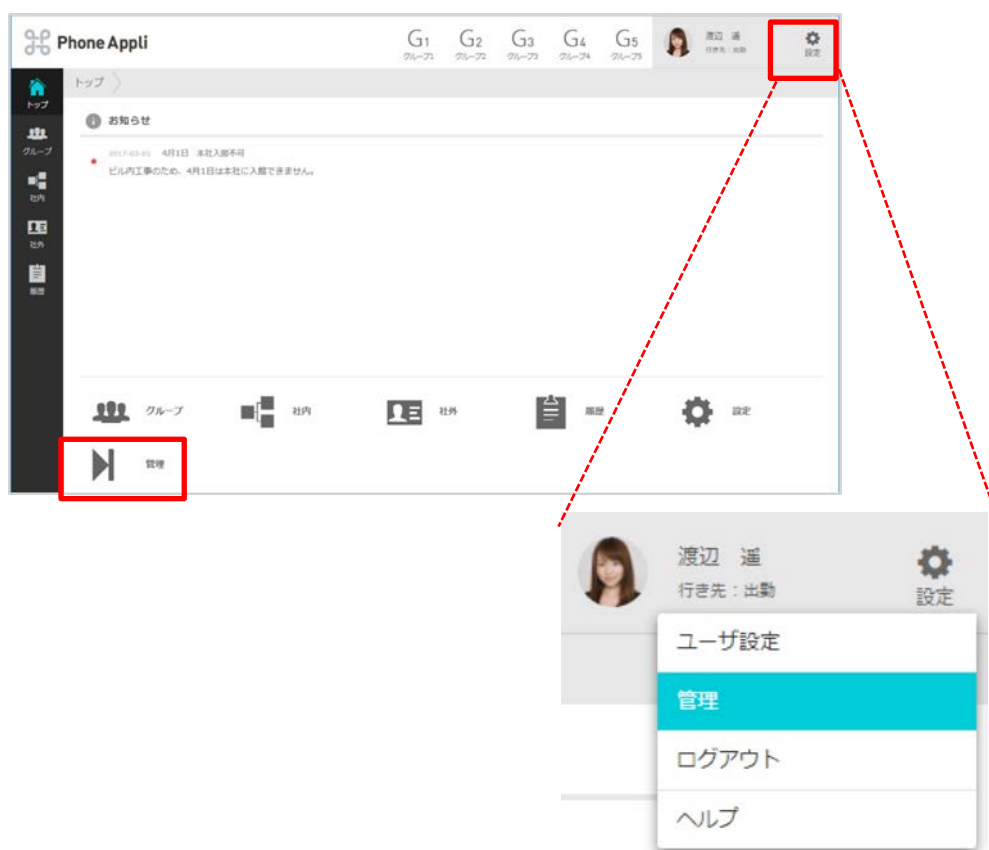 Phone Appli
G1 G2 G3 G4 G5
グループ1 グループ2 グループ3 グループ4 グループ5
渡辺 遥
行き先：出勤
設定
トップ
トップ
グループ
社内
社外
履歴
お知らせ
2017-03-01 4月1日 本社入館不可
ビル内工事のため、4月1日は本社に入館できません。
グループ 社内 社外 履歴 設定
管理
渡辺 遥
行き先：出勤
設定
ユーザ設定
管理
ログアウト
ヘルプ